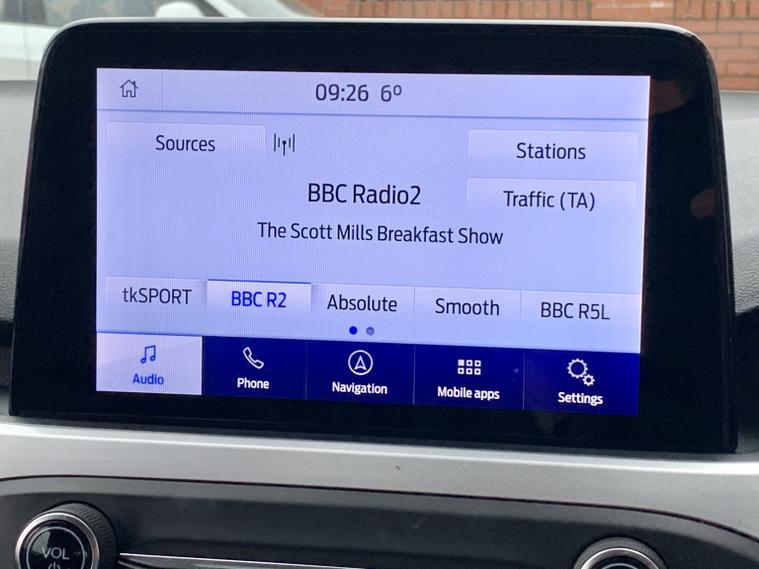 09:26 6º
Sources
Stations
BBC Radio2
Traffic (TA)
The Scott Mills Breakfast Show
tkSPORT
BBC R2
Absolute
Smooth
BBC R5L
Audio
Phone
Navigation
Mobile apps
Settings
VOL